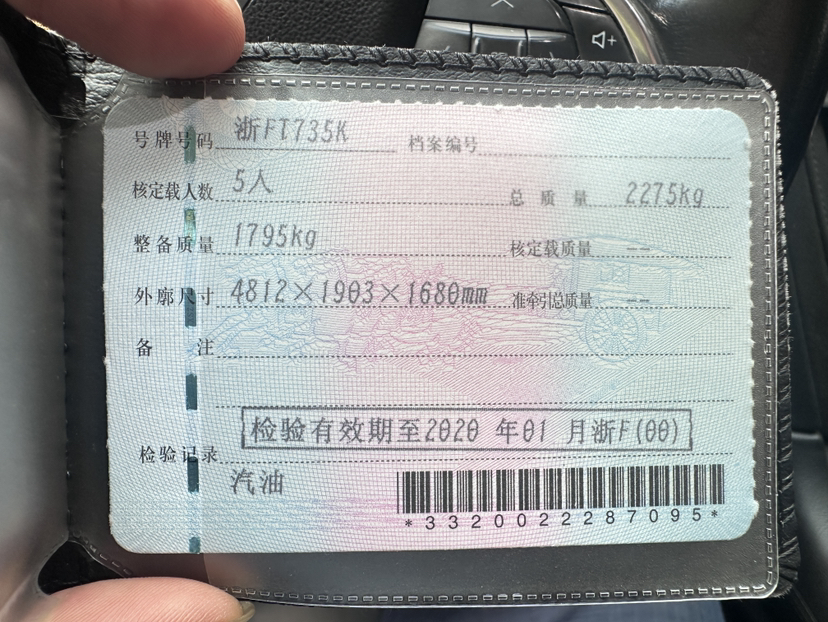 号牌号码 浙FT735K 档案编号
核定载人数 5人 总质量 2275kg
整备质量 1795kg 核定载质量 --
外廓尺寸 4812×1903×1680mm 准牵引总质量 --
备注
检验有效期至2020年01月浙F(00)
检验记录
汽油
*3320022287095*